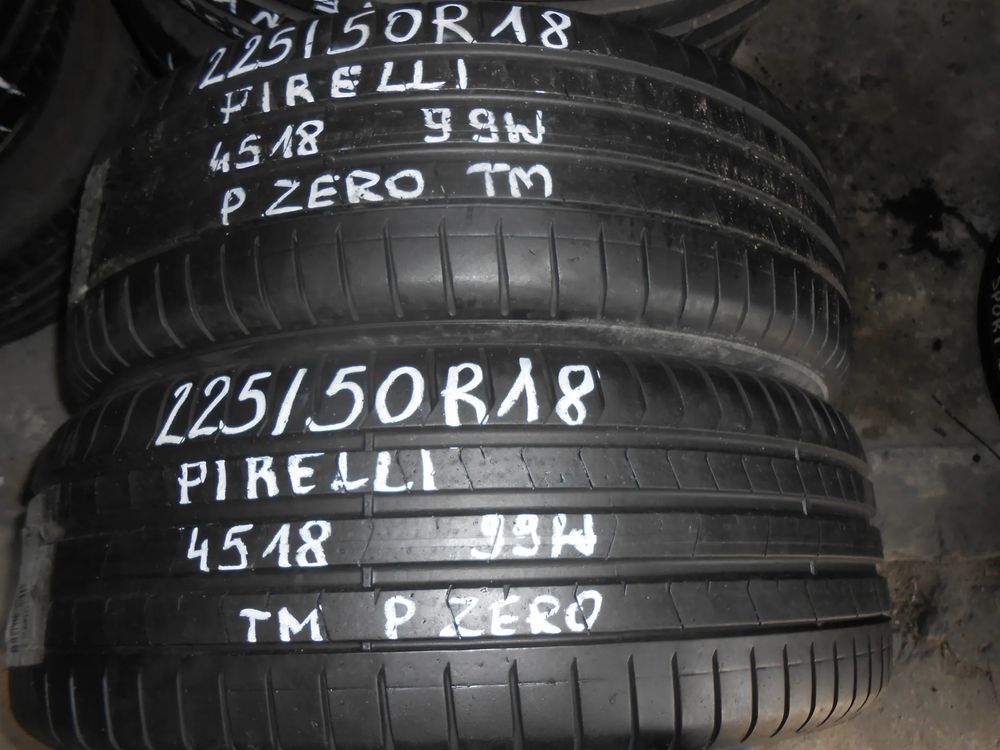 225/50R18
PIRELLI
4518 99W
P ZERO TM
225/50R18
PIRELLI
4518 99W
TM P ZERO